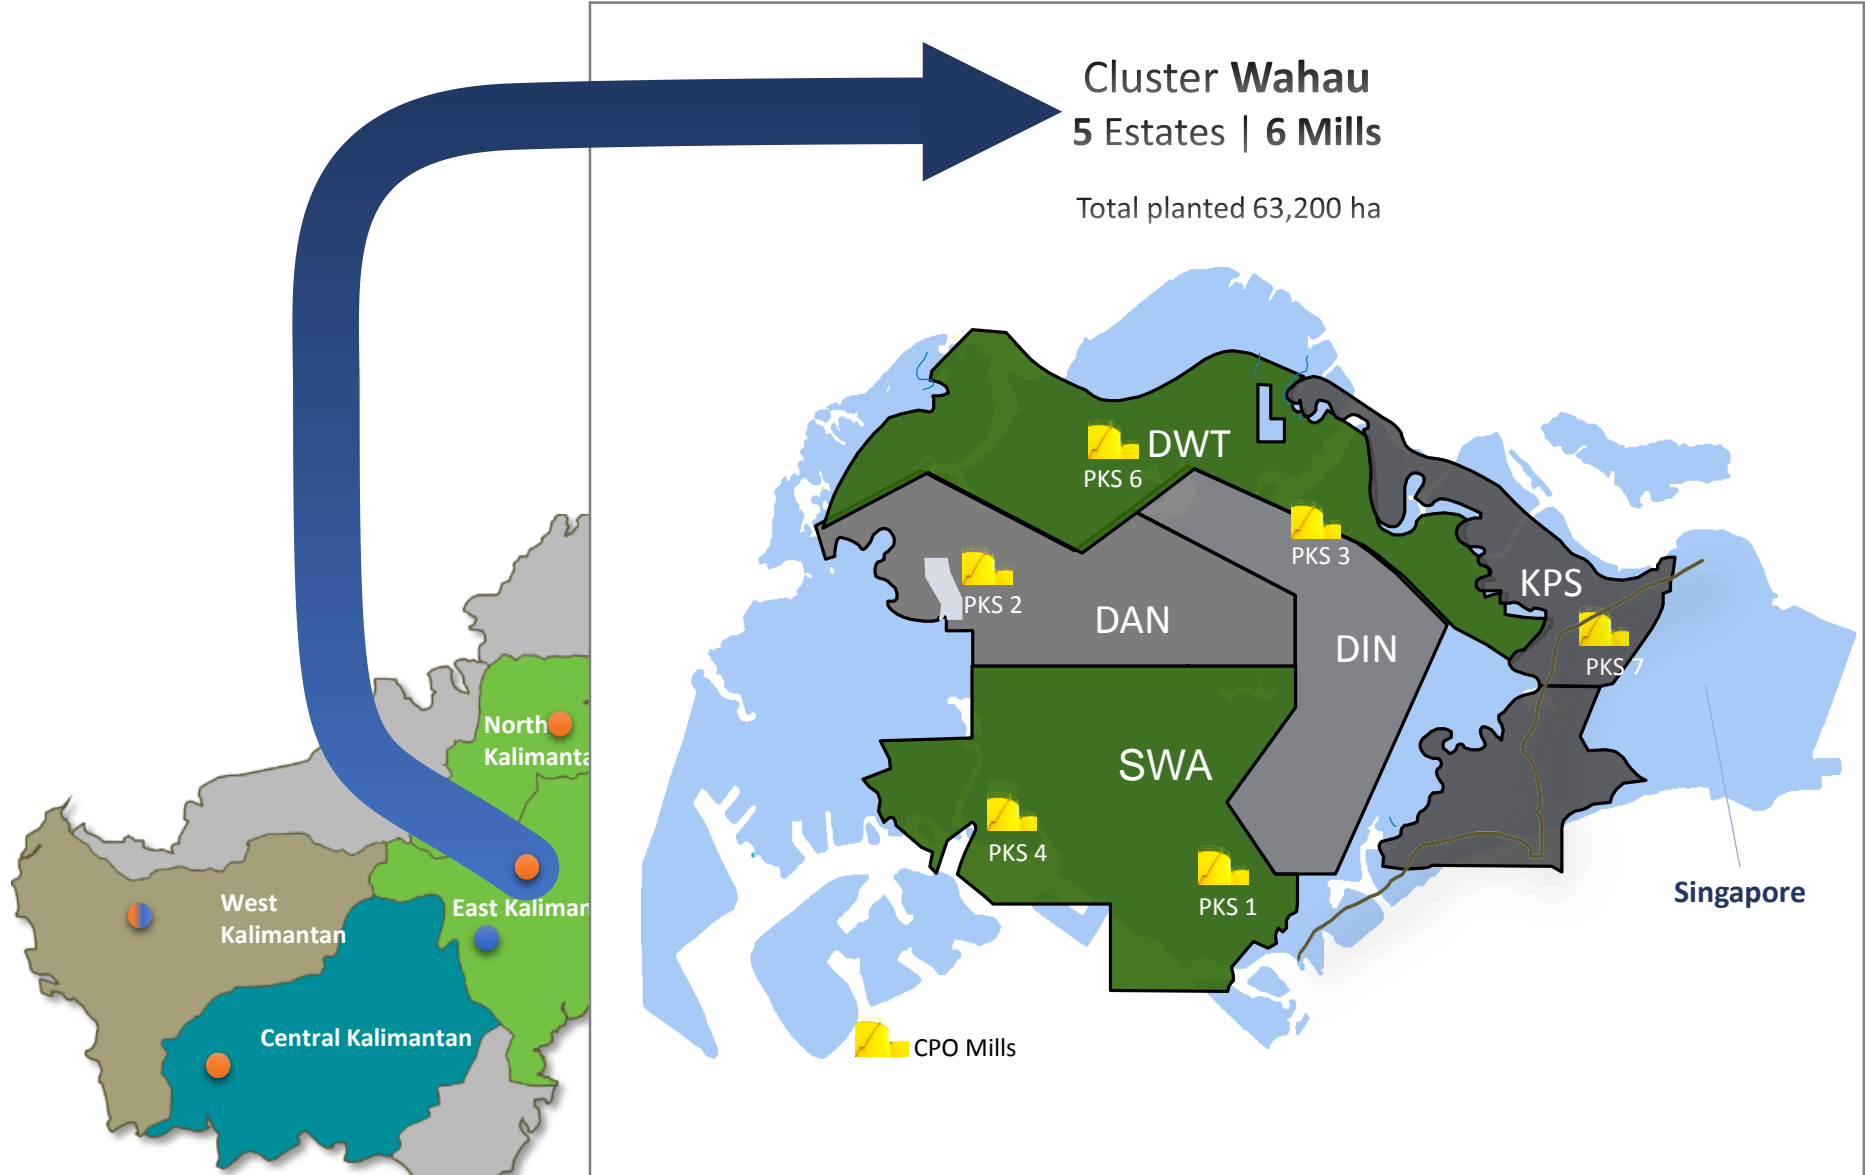 Cluster Wahau
5 Estates | 6 Mills
Total planted 63,200 ha
DWT
PKS 6
PKS 3
PKS 2
DAN
DIN
KPS
PKS 7
SWA
PKS 4
PKS 1
Singapore
CPO Mills
North
Kalimanta
West
Kalimantan
East Kaliman
Central Kalimantan